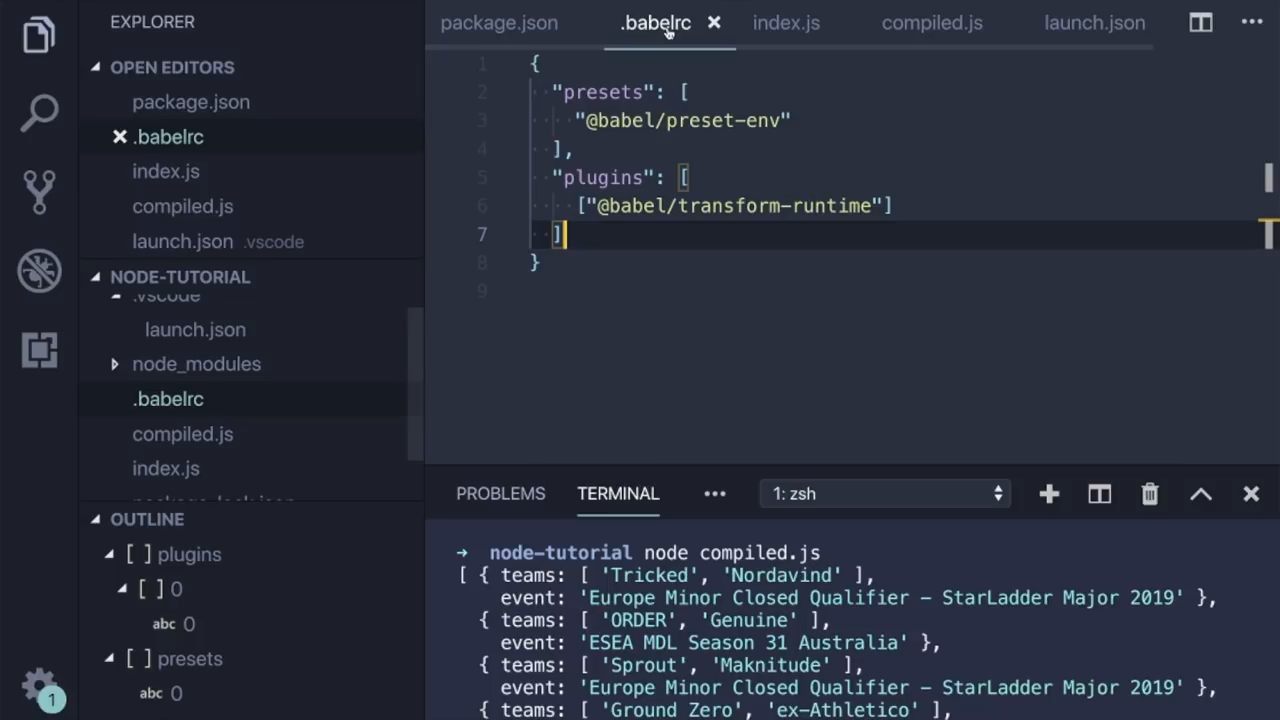 EXPLORER
OPEN EDITORS
package.json
.babelrc
index.js
compiled.js
launch.json .vscode
NODE-TUTORIAL
.vscode
launch.json
node_modules
.babelrc
compiled.js
index.js
package-lock.json
OUTLINE
[ ] plugins
[ ] 0
abc 0
[ ] presets
abc 0
1
package.json .babelrc index.js compiled.js launch.json
1 {
2 "presets": [
3 "@babel/preset-env"
4 ],
5 "plugins": [
6 ["@babel/transform-runtime"]
7 ]
8 }
9
PROBLEMS TERMINAL ••• 1: zsh
➜ node-tutorial node compiled.js
[ { teams: [ 'Tricked', 'Nordavind' ],
event: 'Europe Minor Closed Qualifier - StarLadder Major 2019' },
{ teams: [ 'ORDER', 'Genuine' ],
event: 'ESEA MDL Season 31 Australia' },
{ teams: [ 'Sprout', 'Maknitude' ],
event: 'Europe Minor Closed Qualifier - StarLadder Major 2019' },
{ teams: [ 'Ground Zero', 'ex-Athletico' ],